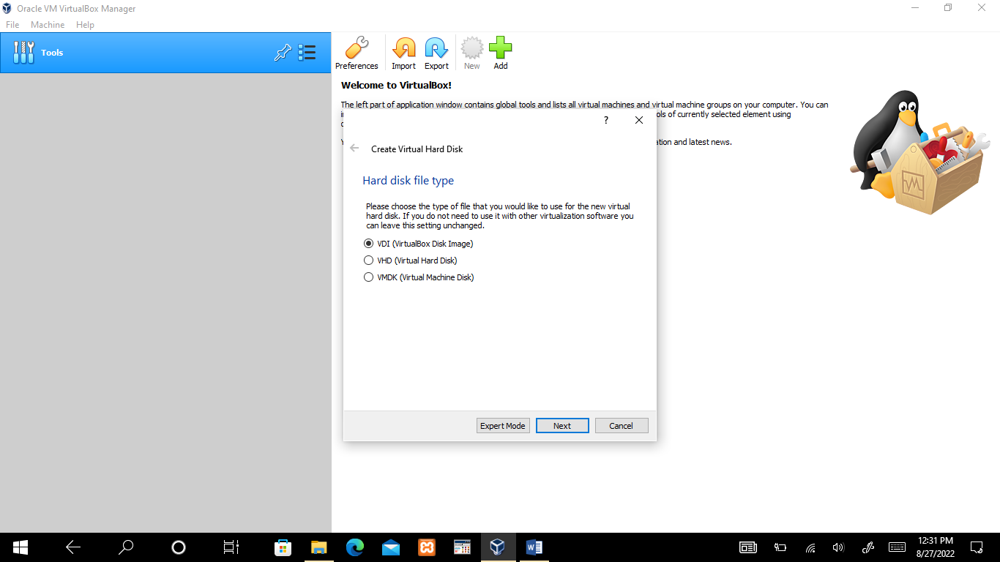 Oracle VM VirtualBox Manager
File Machine Help
Tools
Preferences Import Export New Add
Welcome to VirtualBox!
The left part of application window contains global tools and lists all virtual machines and virtual machine groups on your computer. You can
of currently selected element using
and latest news.
?
Create Virtual Hard Disk
Hard disk file type
Please choose the type of file that you would like to use for the new virtual
hard disk. If you do not need to use it with other virtualization software you
can leave this setting unchanged.
VDI (VirtualBox Disk Image)
VHD (Virtual Hard Disk)
VMDK (Virtual Machine Disk)
Expert Mode Next Cancel
12:31 PM
8/27/2022